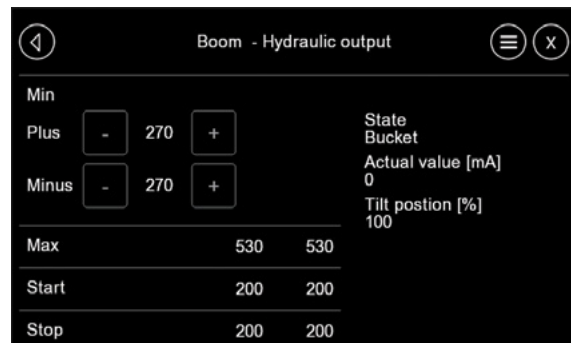 Boom - Hydraulic output
X
Min
Plus - 270 +
Minus - 270 +
Max 530 530
Start 200 200
Stop 200 200
State
Bucket
Actual value [mA]
0
Tilt postion [%]
100